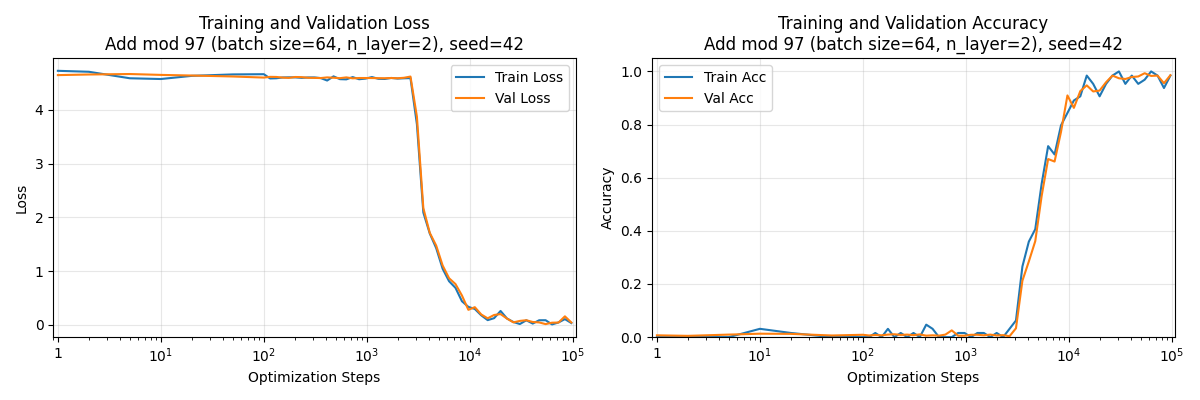 Training and Validation Loss
Add mod 97 (batch size=64, n_layer=2), seed=42
Train Loss
Val Loss
Loss
4
3
2
1
0
1
10^1
10^2
10^3
10^4
10^5
Optimization Steps
Training and Validation Accuracy
Add mod 97 (batch size=64, n_layer=2), seed=42
Train Acc
Val Acc
Accuracy
1.0
0.8
0.6
0.4
0.2
0.0
1
10^1
10^2
10^3
10^4
10^5
Optimization Steps